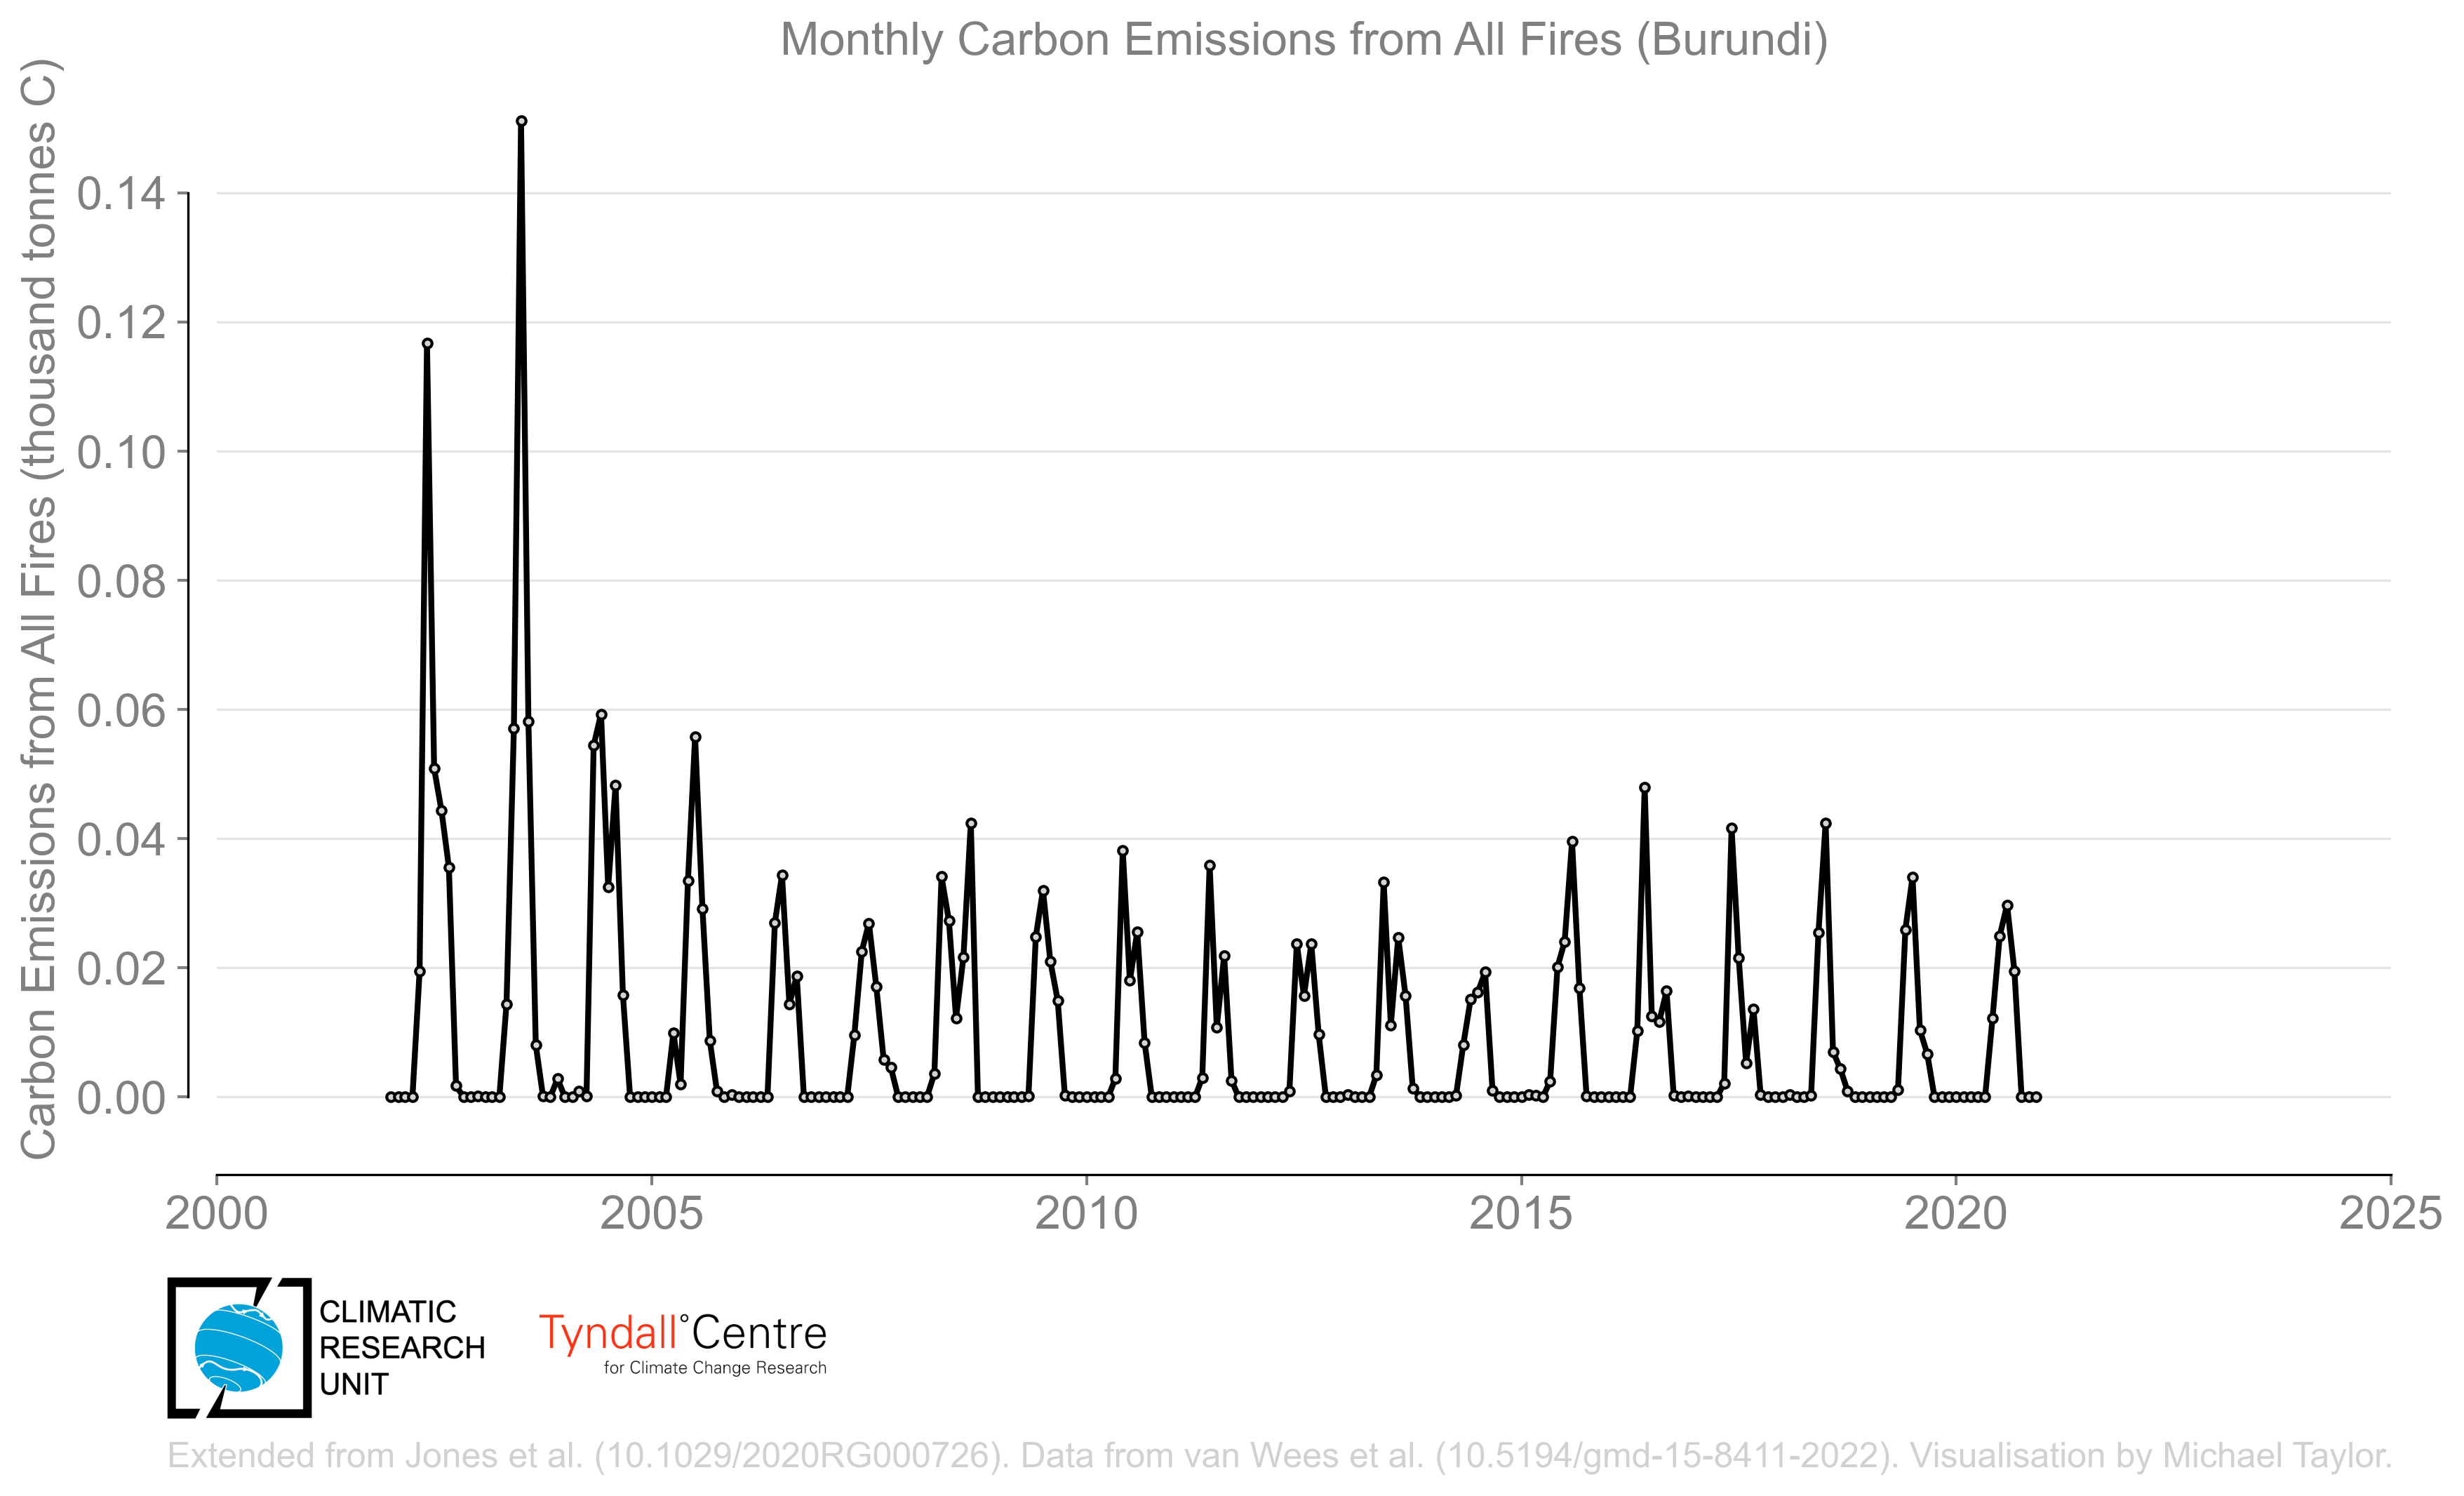 Monthly Carbon Emissions from All Fires (Burundi)
Carbon Emissions from All Fires (thousand tonnes C)
0.14
0.12
0.10
0.08
0.06
0.04
0.02
0.00
2000 2005 2010 2015 2020 2025
CLIMATIC
RESEARCH
UNIT
Tyndall°Centre
for Climate Change Research
Extended from Jones et al. (10.1029/2020RG000726). Data from van Wees et al. (10.5194/gmd-15-8411-2022). Visualisation by Michael Taylor.